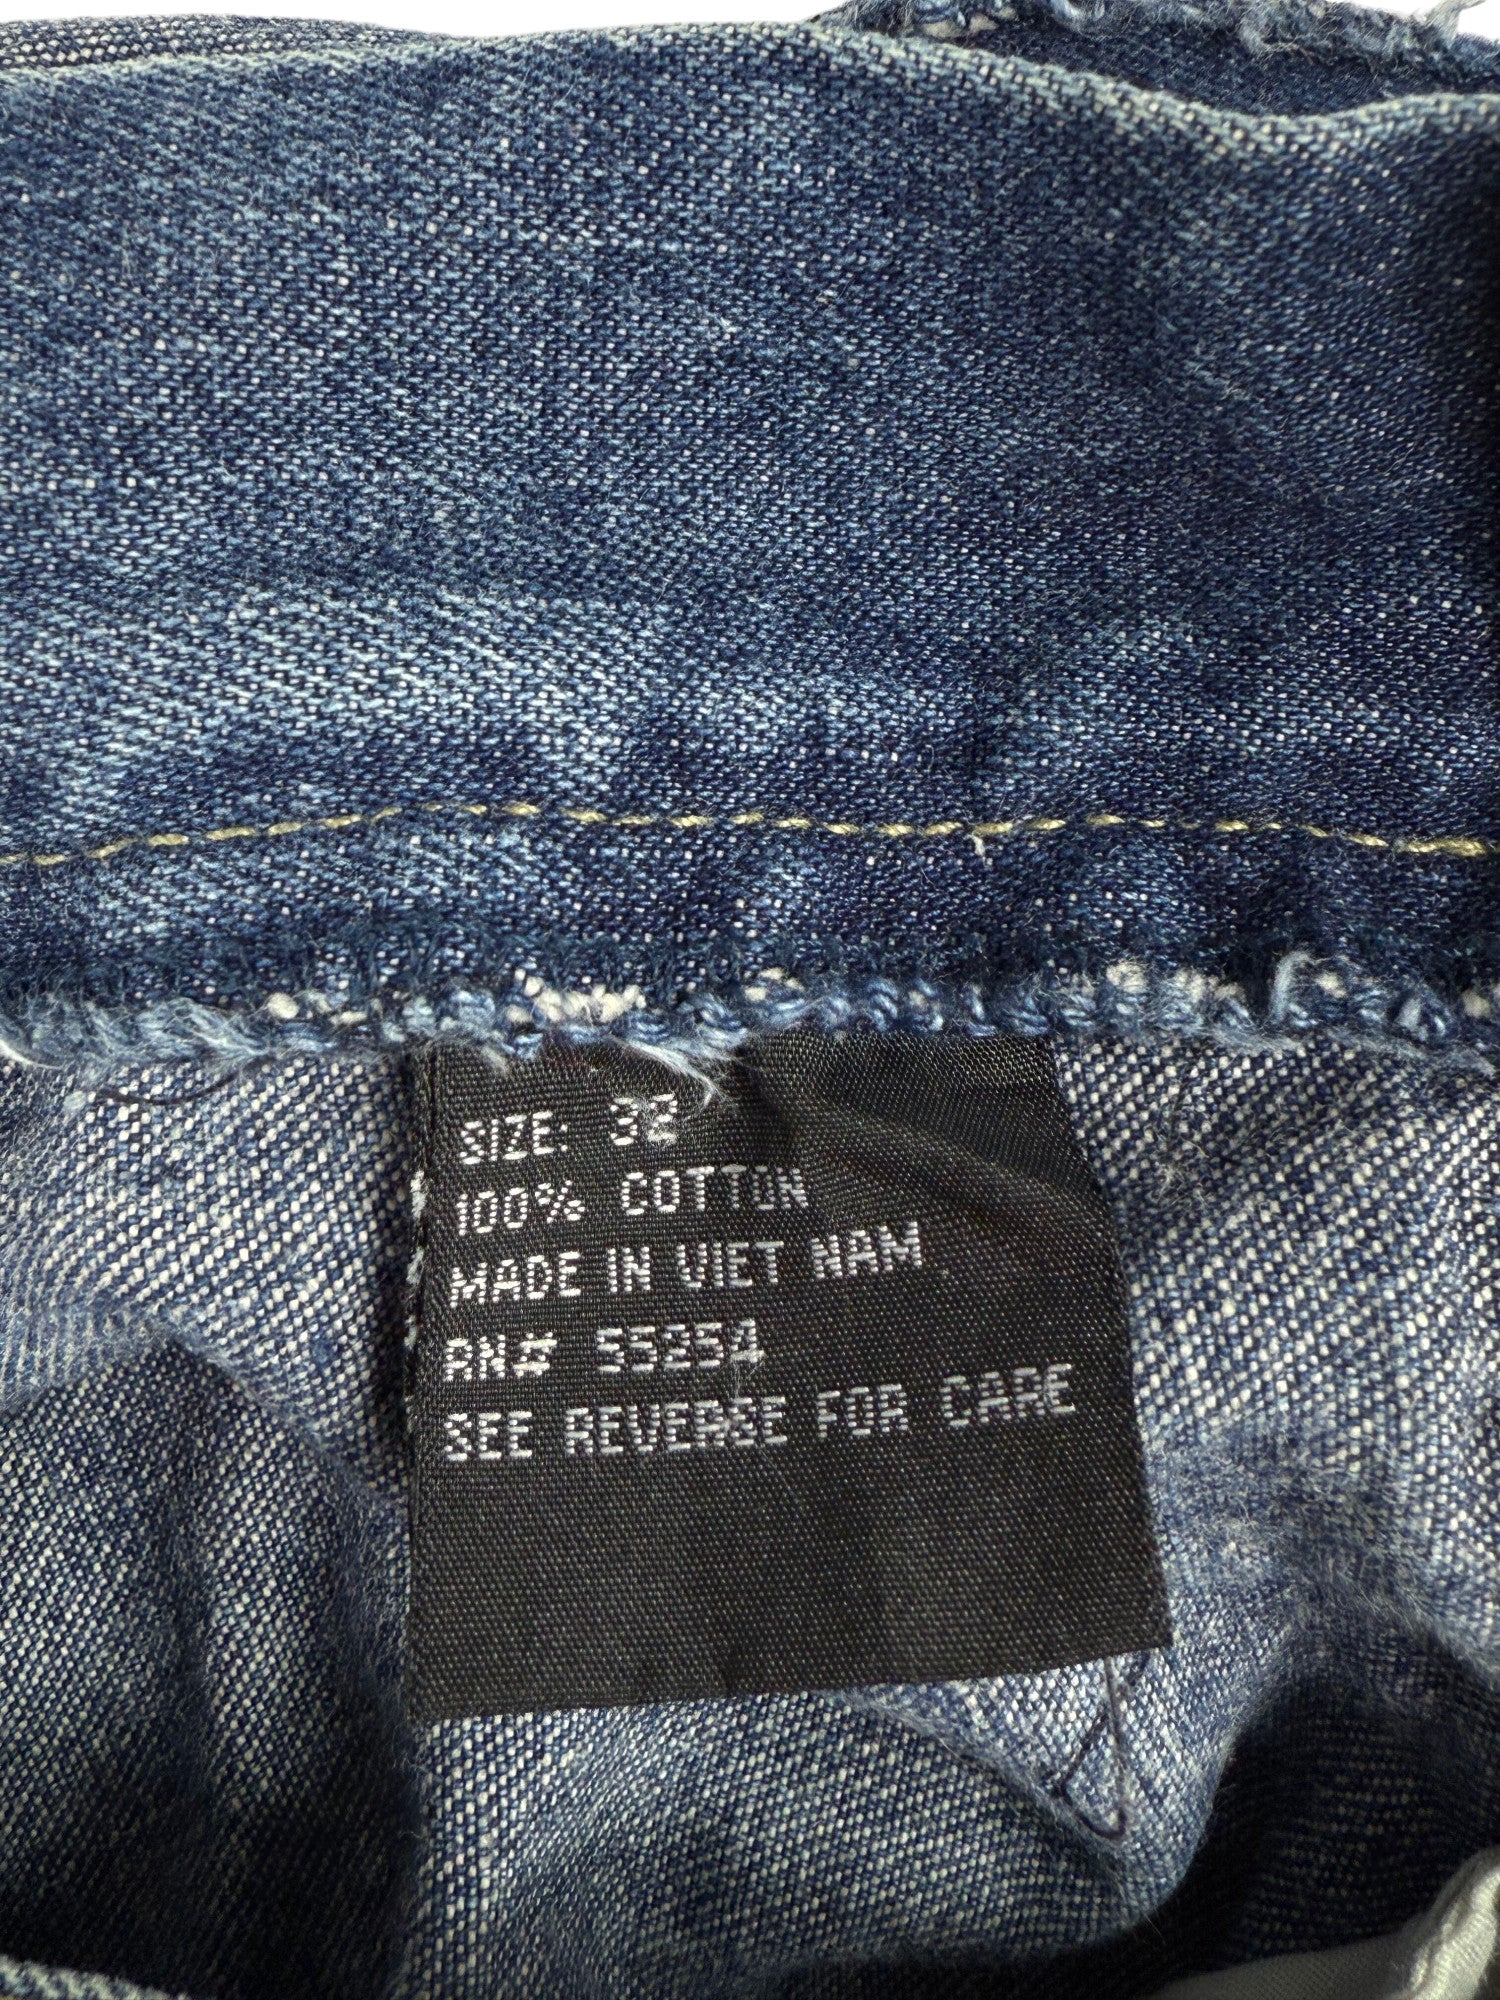 SIZE: 32
100% COTTON
MADE IN VIET NAM
RN# 55254
SEE REVERSE FOR CARE